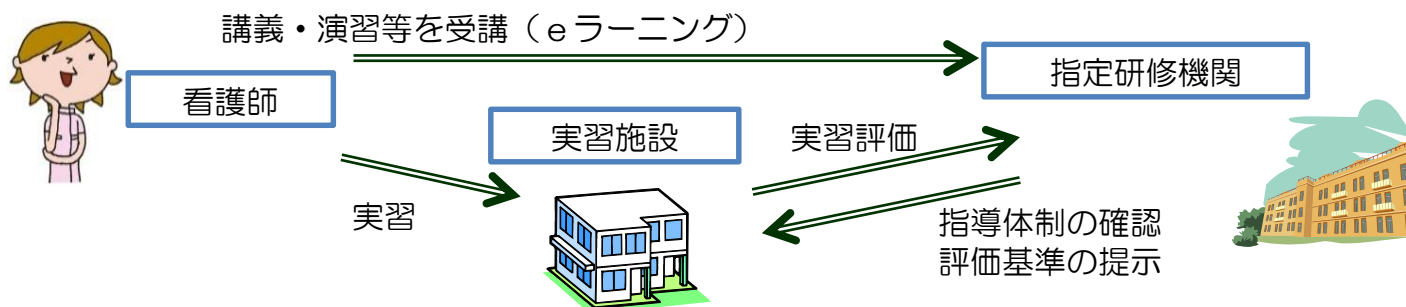 講義・演習等を受講（ｅラーニング）
看護師
指定研修機関
実習施設
実習評価
実習
指導体制の確認
評価基準の提示